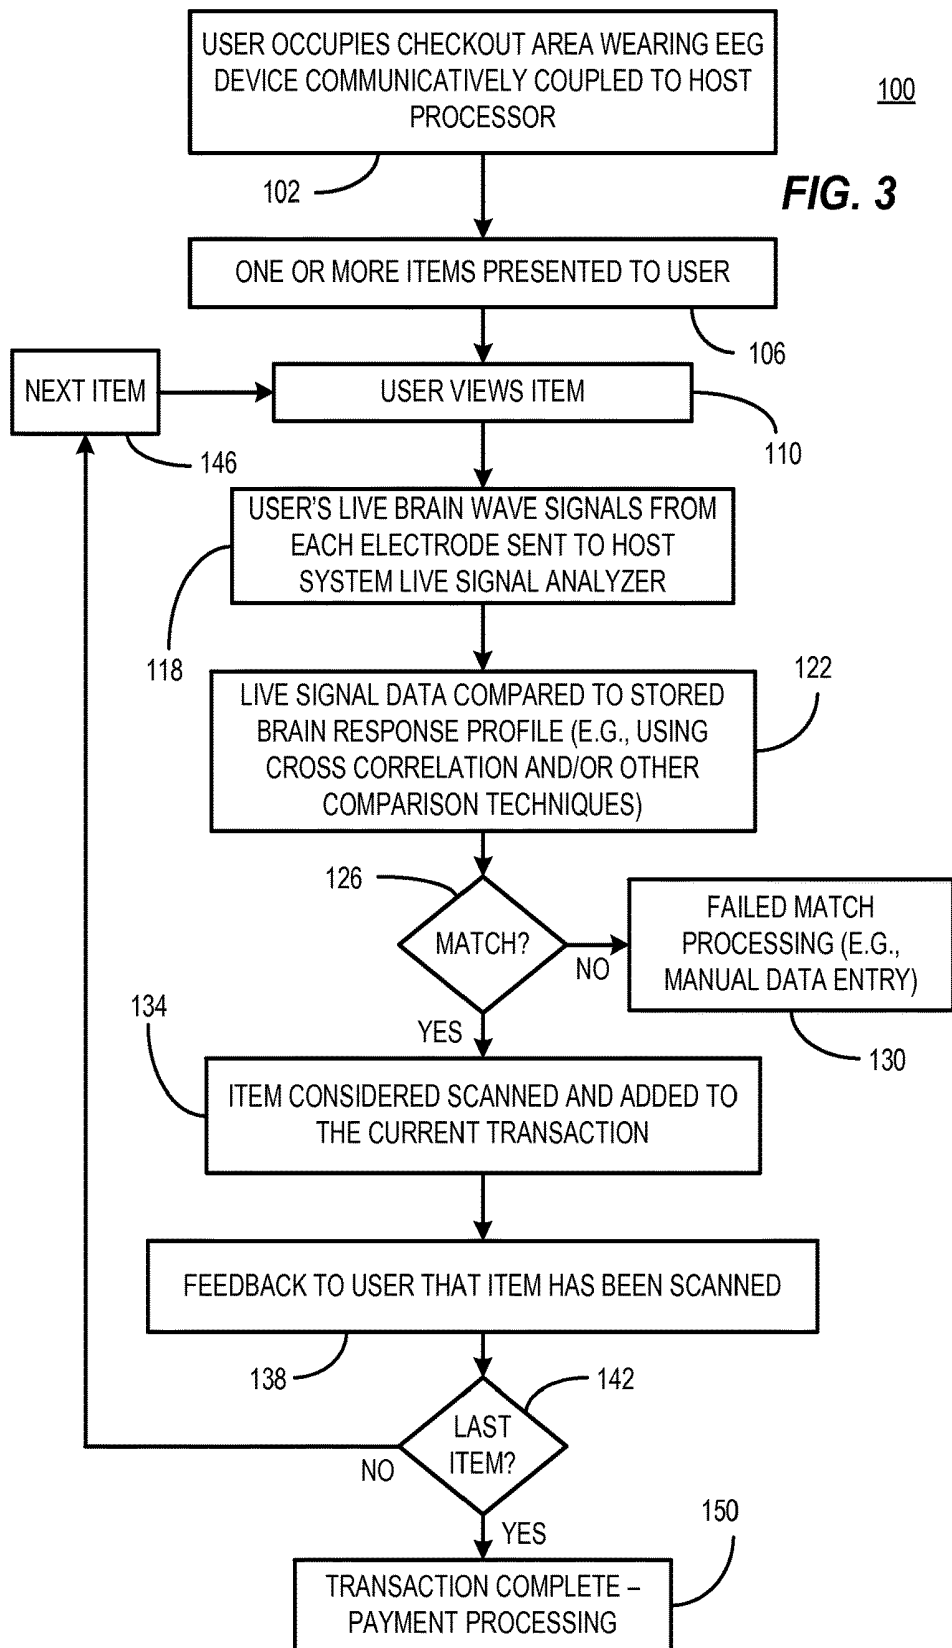 USER OCCUPIES CHECKOUT AREA WEARING EEG
DEVICE COMMUNICATIVELY COUPLED TO HOST
PROCESSOR
100
102
FIG. 3
ONE OR MORE ITEMS PRESENTED TO USER
106
NEXT ITEM
USER VIEWS ITEM
110
146
USER'S LIVE BRAIN WAVE SIGNALS FROM
EACH ELECTRODE SENT TO HOST
SYSTEM LIVE SIGNAL ANALYZER
118
122
LIVE SIGNAL DATA COMPARED TO STORED
BRAIN RESPONSE PROFILE (E.G., USING
CROSS CORRELATION AND/OR OTHER
COMPARISON TECHNIQUES)
126
MATCH?
NO
FAILED MATCH
PROCESSING (E.G.,
MANUAL DATA ENTRY)
130
YES
134
ITEM CONSIDERED SCANNED AND ADDED TO
THE CURRENT TRANSACTION
FEEDBACK TO USER THAT ITEM HAS BEEN SCANNED
138
142
LAST
ITEM?
NO
YES
150
TRANSACTION COMPLETE –
PAYMENT PROCESSING